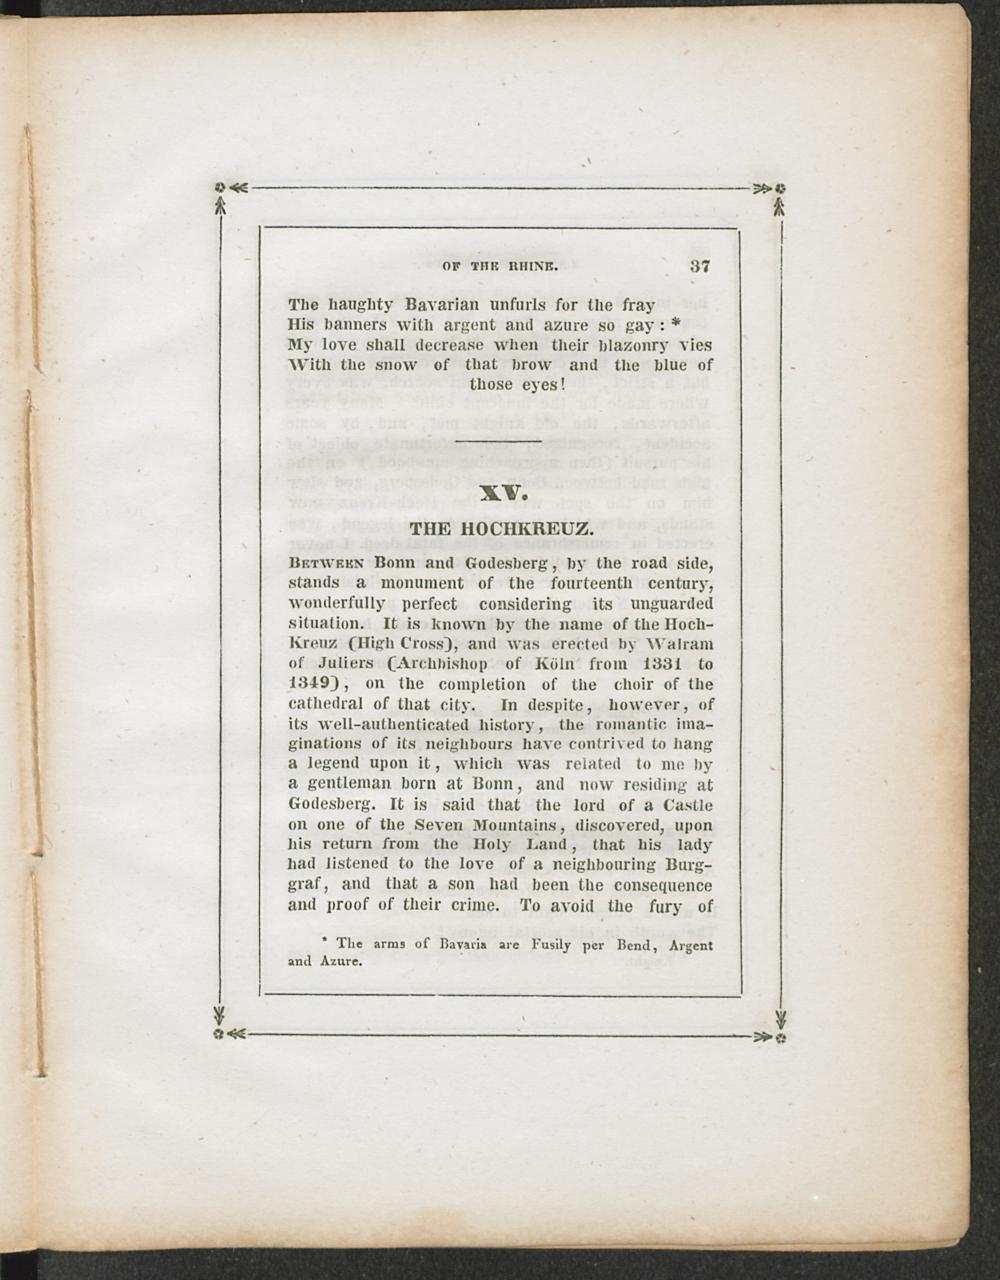 OF THE RHINE. 37
The haughty Bavarian unfurls for the fray
His banners with argent and azure so gay : *
My love shall decrease when their blazonry vies
With the snow of that brow and the blue of
those eyes!
XV.
THE HOCHKREUZ.
BETWEEN Bonn and Godesberg, by the road side,
stands a monument of the fourteenth century,
wonderfully perfect considering its unguarded
situation. It is known by the name of the Hoch-
Kreuz (High Cross), and was erected by Walram
of Juliers (Archbishop of Köln from 1331 to
1349), on the completion of the choir of the
cathedral of that city. In despite, however, of
its well-authenticated history, the romantic ima-
ginations of its neighbours have contrived to hang
a legend upon it, which was related to me by
a gentleman born at Bonn, and now residing at
Godesberg. It is said that the lord of a Castle
on one of the Seven Mountains, discovered, upon
his return from the Holy Land, that his lady
had listened to the love of a neighbouring Burg-
graf, and that a son had been the consequence
and proof of their crime. To avoid the fury of
* The arms of Bavaria are Fusily per Bend, Argent
and Azure.